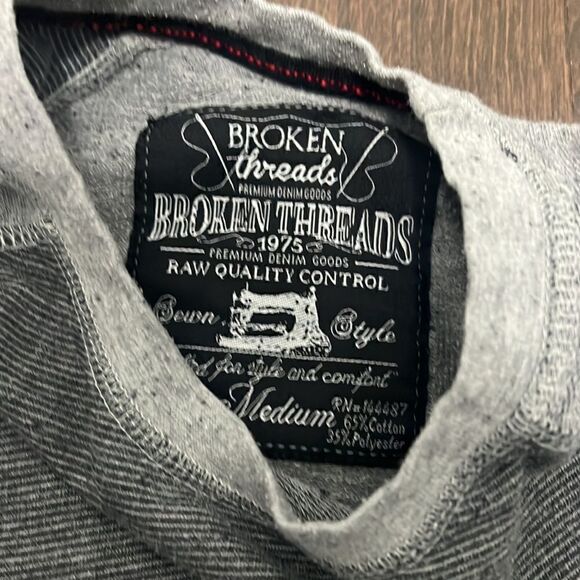 BROKEN
threads
PREMIUM DENIM GOODS
BROKEN THREADS
1975
PREMIUM DENIM GOODS
RAW QUALITY CONTROL
Sewn Style
for style and comfort
Medium
RN# 144487
65% Cotton
35% Polyester